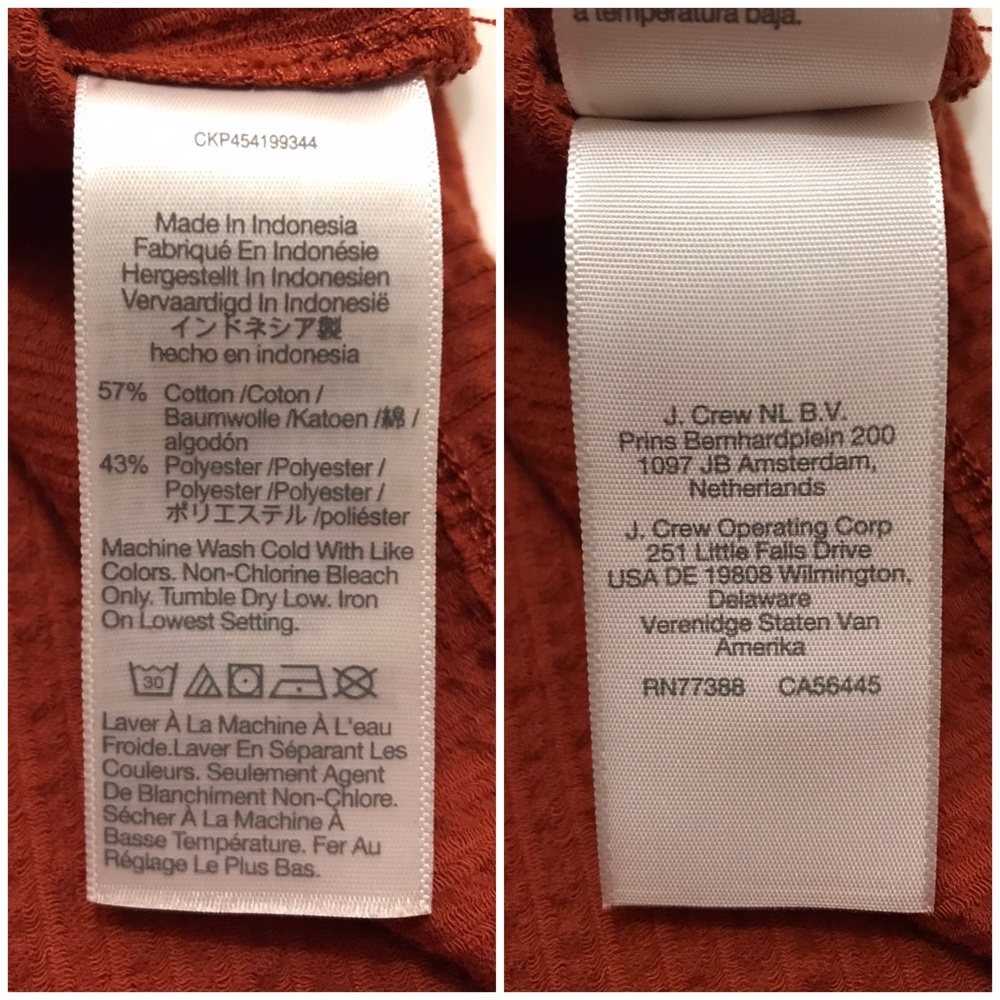 CKP454199344
Made In Indonesia
Fabriqué En Indonésie
Hergestellt In Indonesien
Vervaardigd In Indonesië
インドネシア製
hecho en indonesia
57% Cotton /Coton /
Baumwolle /Katoen /綿 /
algodón
43% Polyester /Polyester /
Polyester /Polyester /
ポリエステル /poliéster
Machine Wash Cold With Like
Colors. Non-Chlorine Bleach
Only. Tumble Dry Low. Iron
On Lowest Setting.
30
Laver À La Machine À L'eau
Froide.Laver En Séparant Les
Couleurs. Seulement Agent
De Blanchiment Non-Chlore.
Sécher À La Machine À
Basse Température. Fer Au
Réglage Le Plus Bas.
a temperatura baja.
J. Crew NL B.V.
Prins Bernhardplein 200
1097 JB Amsterdam,
Netherlands
J. Crew Operating Corp
251 Little Falls Drive
USA DE 19808 Wilmington,
Delaware
Verenidge Staten Van
Amerika
RN77388 CA56445